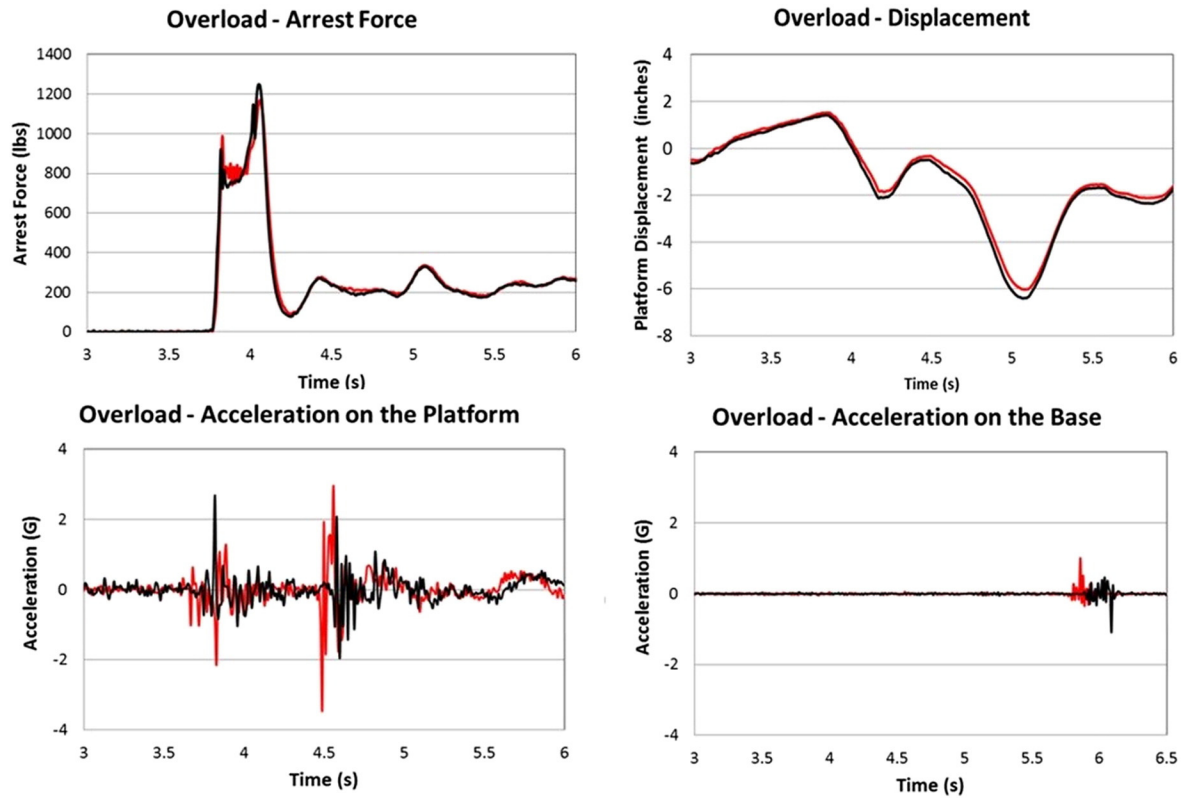 Overload - Arrest Force
1400
1200
1000
800
600
400
200
0
Arrest Force (lbs)
3 3.5 4 4.5 5 5.5 6
Time (s)
Overload - Displacement
4
2
0
-2
-4
-6
-8
Platform Displacement (inches)
3 3.5 4 4.5 5 5.5 6
Time (s)
Overload - Acceleration on the Platform
4
2
0
-2
-4
Acceleration (G)
3 3.5 4 4.5 5 5.5 6
Time (s)
Overload - Acceleration on the Base
4
2
0
-2
-4
Acceleration (G)
3 3.5 4 4.5 5 5.5 6 6.5
Time (s)